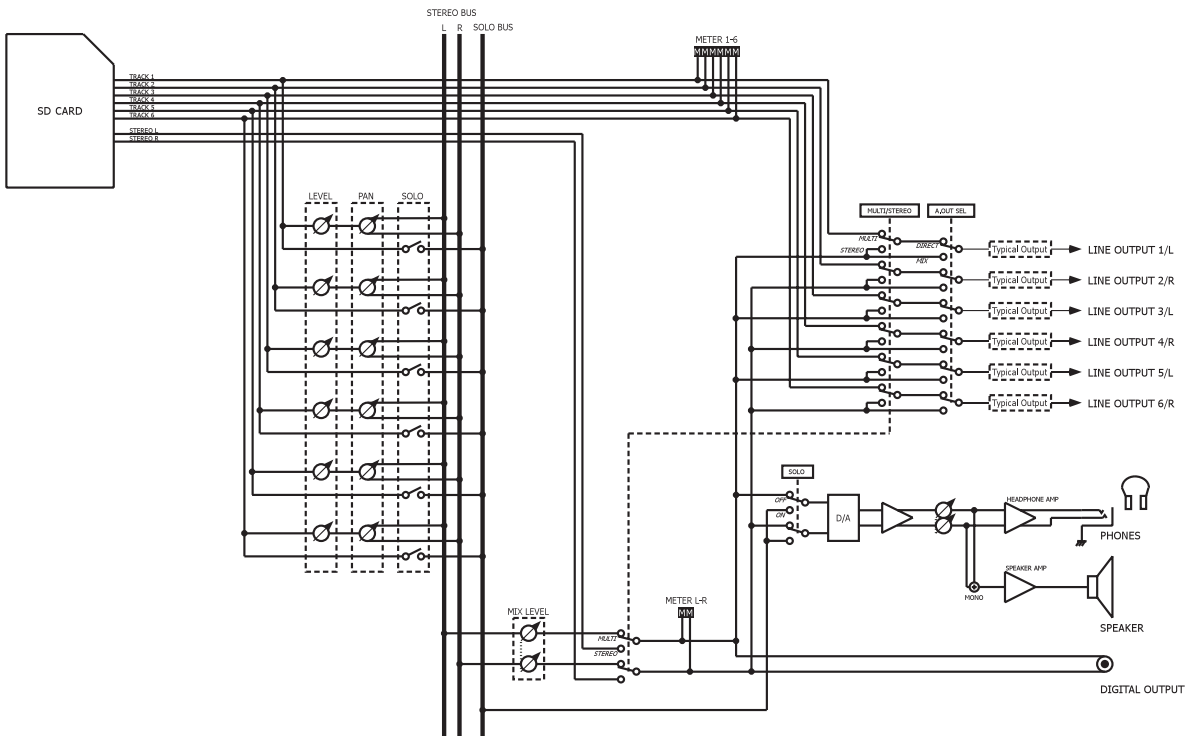 STEREO BUS
L R SOLO BUS
METER 1-6
MMMMMM
SD CARD
TRACK 1
TRACK 2
TRACK 3
TRACK 4
TRACK 5
TRACK 6
STEREO L
STEREO R
LEVEL PAN SOLO
MULTI/STEREO A,OUT SEL
MULTI
STEREO
DIRECT
MIX
Typical Output LINE OUTPUT 1/L
Typical Output LINE OUTPUT 2/R
Typical Output LINE OUTPUT 3/L
Typical Output LINE OUTPUT 4/R
Typical Output LINE OUTPUT 5/L
Typical Output LINE OUTPUT 6/R
SOLO
OFF
ON
D/A
HEADPHONE AMP
PHONES
SPEAKER AMP
MONO
SPEAKER
METER L-R
MM
MIX LEVEL
MULTI
STEREO
DIGITAL OUTPUT